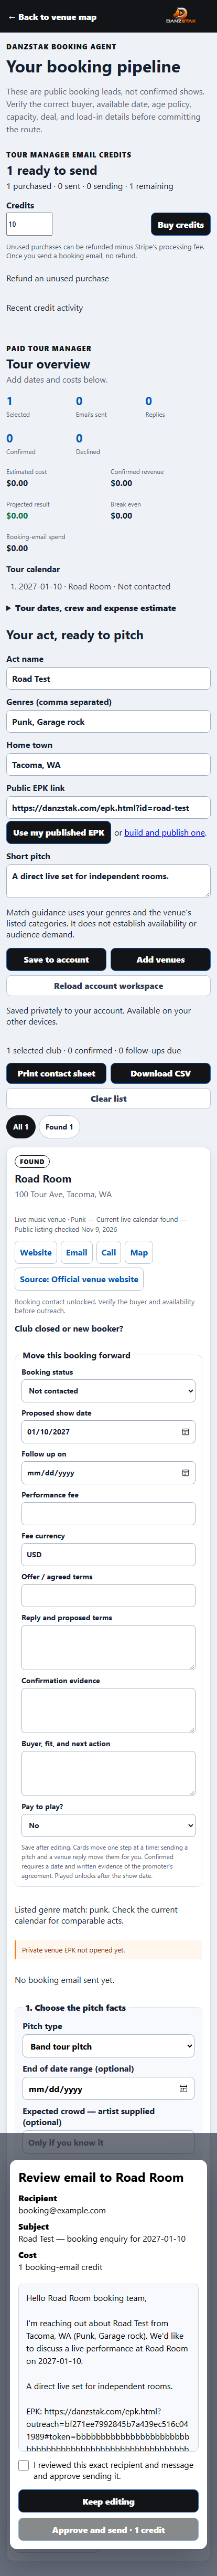 ← Back to venue map
DANZSTAK
DANZSTAK BOOKING AGENT
Your booking pipeline
These are public booking leads, not confirmed shows.
Verify the correct buyer, available date, age policy,
capacity, deal, and load-in details before committing
the route.
TOUR MANAGER EMAIL CREDITS
1 ready to send
1 purchased · 0 sent · 0 sending · 1 remaining
Credits
10
Buy credits
Unused purchases can be refunded minus Stripe's processing fee.
Once you send a booking email, no refund.
Refund an unused purchase
Recent credit activity
PAID TOUR MANAGER
Tour overview
Add dates and costs below.
1
0
0
Selected
Emails sent
Replies
0
0
Confirmed
Declined
Estimated cost
Confirmed revenue
$0.00
$0.00
Projected result
Break even
$0.00
$0.00
Booking-email spend
$0.00
Tour calendar
1. 2027-01-10 · Road Room · Not contacted
▶ Tour dates, crew and expense estimate
Your act, ready to pitch
Act name
Road Test
Genres (comma separated)
Punk, Garage rock
Home town
Tacoma, WA
Public EPK link
https://danzstak.com/epk.html?id=road-test
Use my published EPK or build and publish one.
Short pitch
A direct live set for independent rooms.
Match guidance uses your genres and the venue's
listed categories. It does not establish availability or
audience demand.
Save to account
Add venues
Reload account workspace
Saved privately to your account. Available on your
other devices.
1 selected club · 0 confirmed · 0 follow-ups due
Print contact sheet
Download CSV
Clear list
All 1
Found 1
FOUND
Road Room
100 Tour Ave, Tacoma, WA
Live music venue · Punk — Current live calendar found —
Public listing checked Nov 9, 2026
Website
Email
Call
Map
Source: Official venue website
Booking contact unlocked. Verify the buyer and availability
before outreach.
Club closed or new booker?
Move this booking forward
Booking status
Not contacted
Proposed show date
01/10/2027
Follow up on
mm/dd/yyyy
Performance fee
Fee currency
USD
Offer / agreed terms
Reply and proposed terms
Confirmation evidence
Buyer, fit, and next action
Pay to play?
No
Save after editing. Cards move one step at a time; sending a
pitch and a venue reply move them for you. Confirmed
requires a date and written evidence of the promoter's
agreement. Played unlocks after the show date.
Listed genre match: punk. Check the current
calendar for comparable acts.
Private venue EPK not opened yet.
No booking email sent yet.
1. Choose the pitch facts
Pitch type
Band tour pitch
End of date range (optional)
mm/dd/yyyy
Expected crowd — artist supplied
(optional)
Only if you know it
Review email to Road Room
Recipient
booking@example.com
Subject
Road Test — booking enquiry for 2027-01-10
Cost
1 booking-email credit
Hello Road Room booking team,
I'm reaching out about Road Test from
Tacoma, WA (Punk, Garage rock). We'd like
to discuss a live performance at Road Room
on 2027-01-10.
A direct live set for independent rooms.
EPK: https://danzstak.com/epk.html?
outreach=bf271ee7992845b7a439ec516c04
1989#token=bbbbbbbbbbbbbbbbbbbbbb
I reviewed this exact recipient and message
and approve sending it.
Keep editing
Approve and send · 1 credit